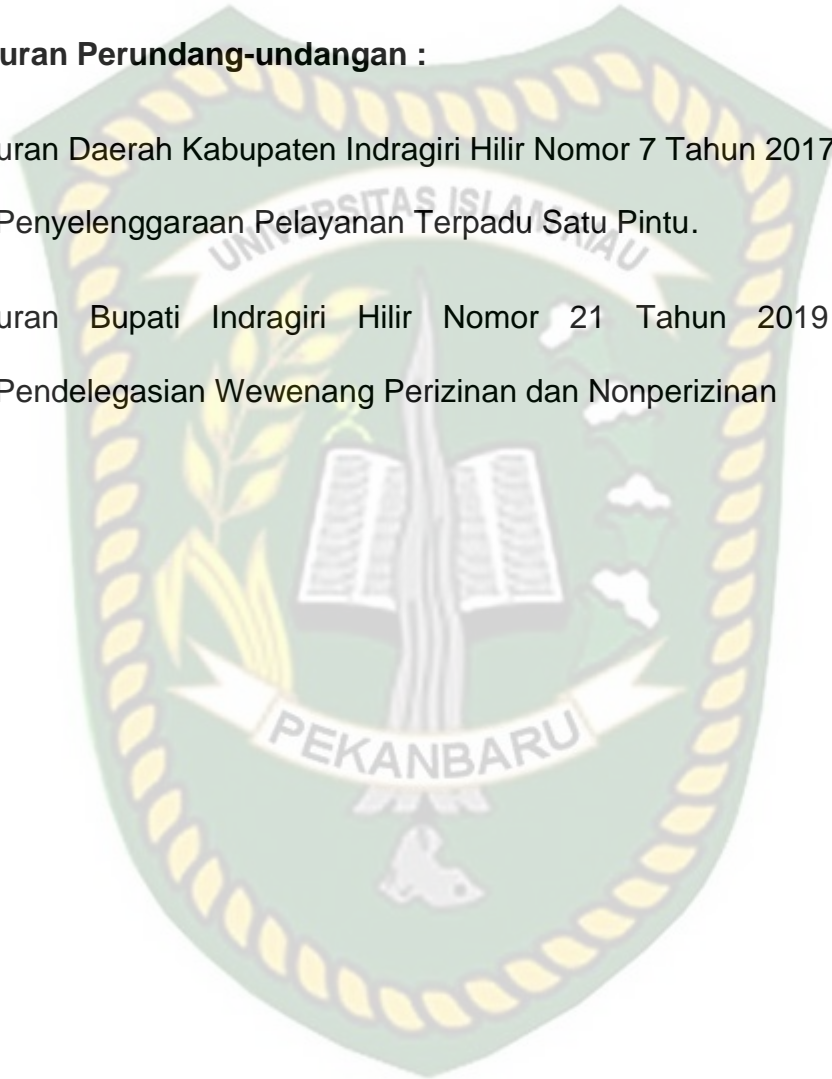 uran Perundang-undangan :
uran Daerah Kabupaten Indragiri Hilir Nomor 7 Tahun 2017
UNIVERSITAS ISLAM RIAU
Penyelenggaraan Pelayanan Terpadu Satu Pintu.
uran Bupati Indragiri Hilir Nomor 21 Tahun 2019
Pendelegasian Wewenang Perizinan dan Nonperizinan
PEKANBARU